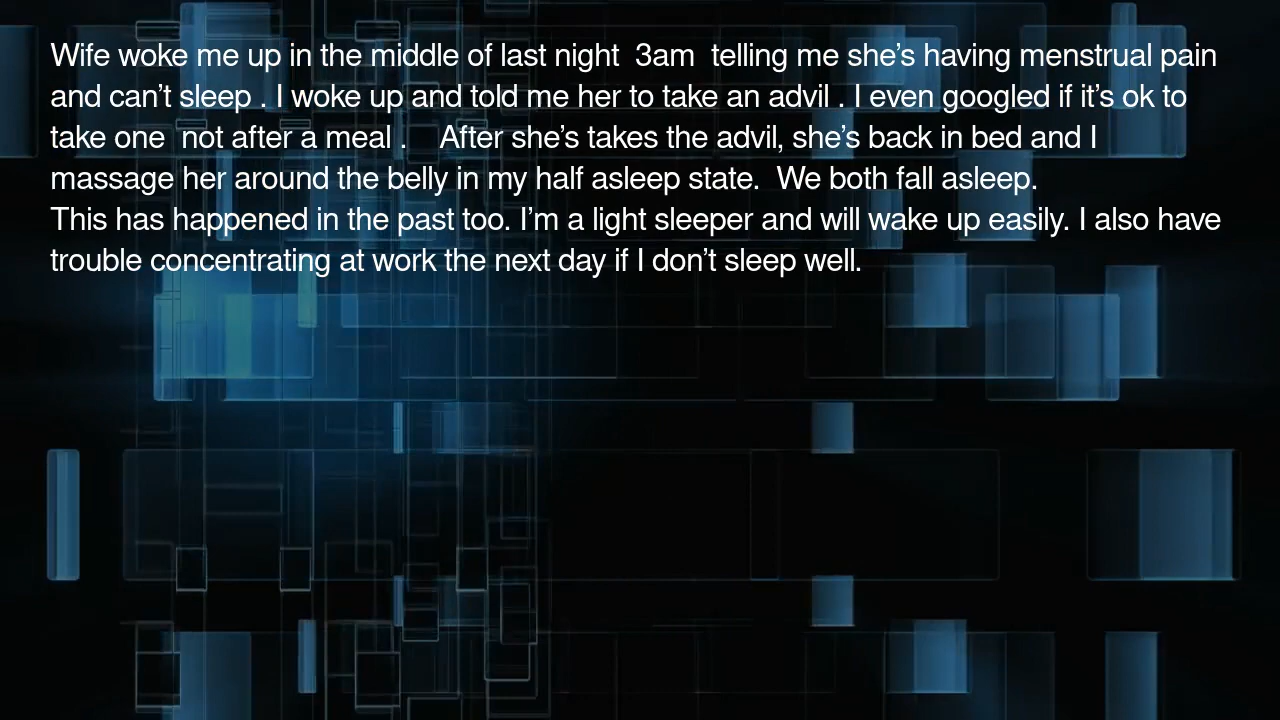 Wife woke me up in the middle of last night  3am  telling me she’s having menstrual pain
and can’t sleep . I woke up and told me her to take an advil . I even googled if it’s ok to
take one  not after a meal .    After she’s takes the advil, she’s back in bed and I
massage her around the belly in my half asleep state.  We both fall asleep.
This has happened in the past too. I’m a light sleeper and will wake up easily. I also have
trouble concentrating at work the next day if I don’t sleep well.